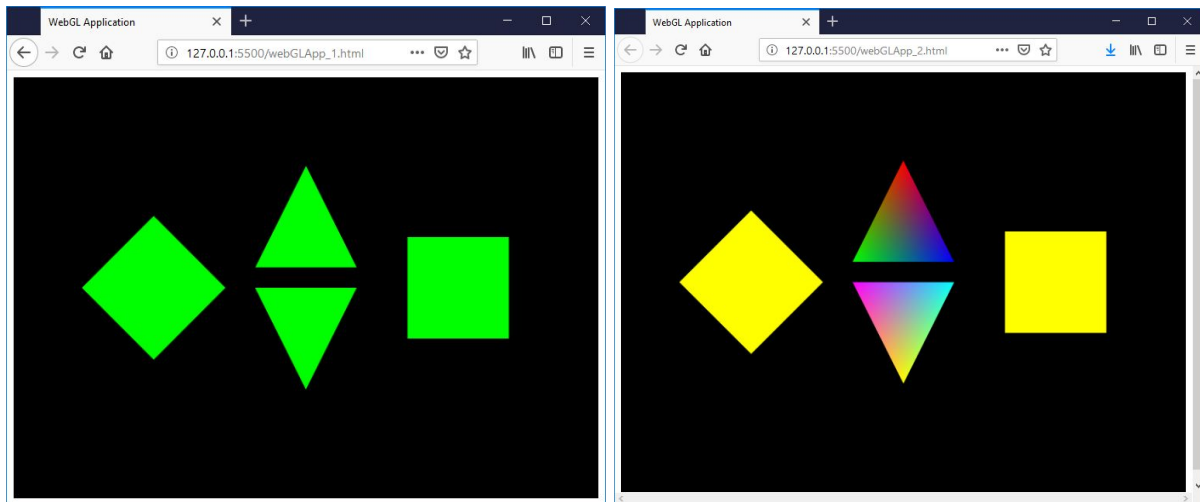 WebGL Application
127.0.0.1:5500/webGLApp_1.html
WebGL Application
127.0.0.1:5500/webGLApp_2.html